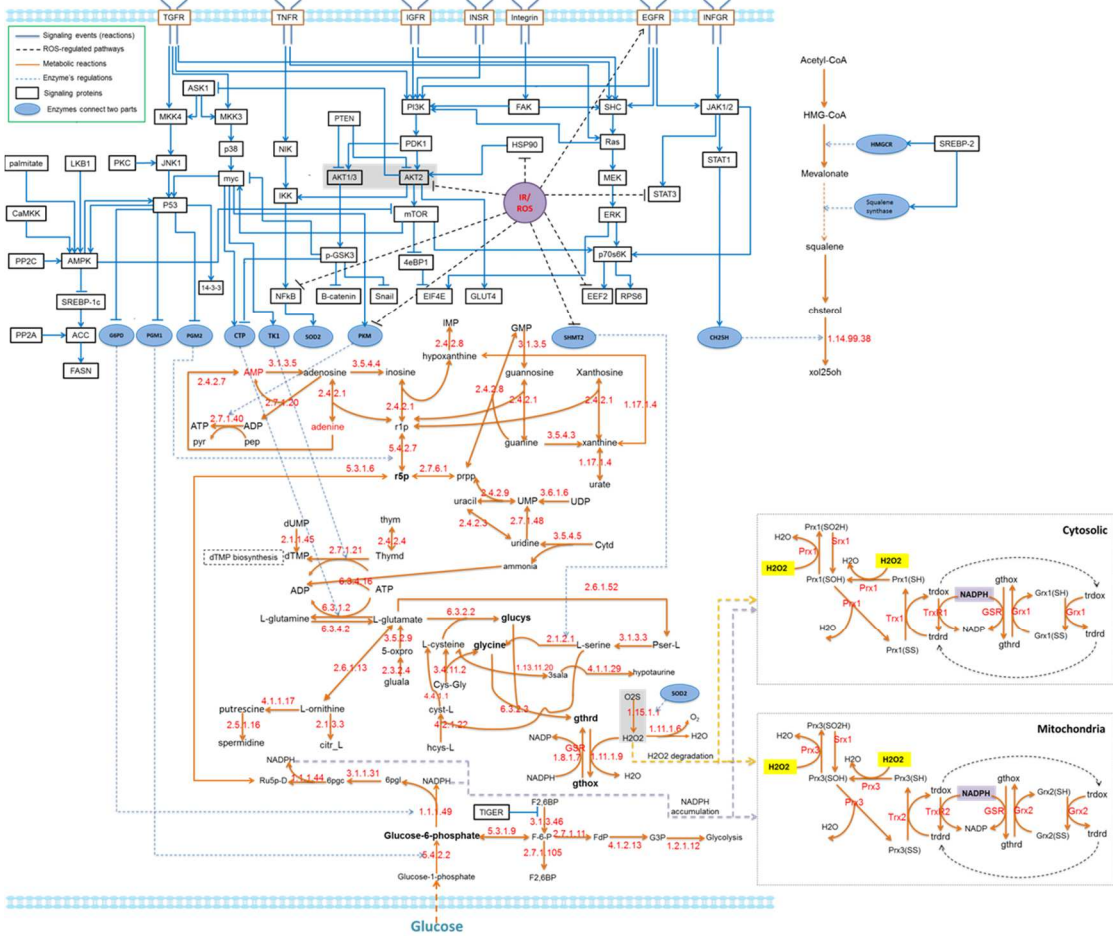 TGFR TNFR IGFR INSR Integrin EGFR INFGR
Signaling events (reactions)
ROS-regulated pathways
Metabolic reactions
Enzyme's regulations
Signaling proteins
Enzymes connect two parts
ASK1
MKK4 MKK3 PI3K FAK SHC JAK1/2
PTEN
NIK PDK1 HSP90 Ras
p38 STAT1
palmitate LKB1 PKC JNK1
myc AKT1/3 AKT2 MEK
IKK STAT3
IR/
ROS
P53
CaMKK mTOR ERK
PP2C AMPK p-GSK3 4eBP1 p70s6K
14-3-3
SREBP-1c NFkB B-catenin Snail EIF4E GLUT4 EEF2 RPS6
PP2A ACC G6PD PGM1 PGM2 CTP TK1 SOD2 PKM SHMT2 CH25H
FASN
Acetyl-CoA
HMG-CoA
HMGCR SREBP-2
Mevalonate
Squalene
synthase
squalene
chsterol
1.14.99.38
xol25oh
IMP GMP
2.4.2.8 3.1.3.5
hypoxanthine
2.4.2.7 AMP 3.1.3.5 adenosine 3.5.4.4 inosine guannosine Xanthosine
2.4.2.8
2.7.1.20 2.4.2.1 2.4.2.1 2.4.2.1 2.4.2.1 1.17.1.4
2.7.1.40
ATP ADP adenine r1p
pyr pep guanine 3.5.4.3 xanthine
5.4.2.7
1.17.1.4
5.3.1.6 r5p 2.7.6.1 prpp urate
uracil 2.4.2.9 UMP 3.6.1.6 UDP
2.4.2.3 2.7.1.48
dUMP thym
2.1.1.45 2.4.2.4 uridine 3.5.4.5 Cytd
dTMP biosynthesis dTMP 2.7.1.21 Thymd
ammonia
ADP 6.3.4.16 ATP
2.6.1.52
6.3.1.2
L-glutamine 6.3.4.2 L-glutamate 6.3.2.2 glucys
3.5.2.9 L-cysteine glycine 2.1.2.1 L-serine 3.1.3.3 Pser-L
5-oxpro
2.6.1.13 2.3.2.4 3.4.11.2 1.13.11.20 3sala 4.1.1.29 hypotaurine
gluala Cys-Gly
4.4.1.1
putrescine 4.1.1.17 L-ornithine cyst-L 6.3.2.3 gthrd
2.5.1.16 2.1.3.3 4.2.1.22
spermidine citr_L hcys-L
O2S SOD2
1.15.1.1 O2
NADP GSR H2O2 1.11.1.6 H2O
1.8.1.7 1.11.1.9 H2O2 degradation
NADPH H2O
gthox
NADPH
Ru5p-D 1.1.1.44 6pgc 3.1.1.31 6pgl NADPH
NADPH
accumulation
1.1.1.49 TIGER F2,6BP
3.1.3.46
Glucose-6-phosphate 5.3.1.9 F-6-P 2.7.1.11 FdP 4.1.2.13 G3P 1.2.1.12 Glycolysis
5.4.2.2 2.7.1.105
Glucose-1-phosphate F2,6BP
Glucose
Cytosolic
Prx1(SO2H)
H2O Srx1 H2O H2O2
Prx1
H2O2 Prx1(SOH) Prx1 Prx1(SH) trdox NADPH gthox Grx1(SH) trdox
Prx1 Trx1 TrxR1 GSR Grx1 Grx1
H2O trdrd NADP gthrd Grx1(SS) trdrd
Prx1(SS)
Mitochondria
Prx3(SO2H)
H2O Srx1 H2O H2O2
Prx3
H2O2 Prx3(SOH) Prx3 Prx3(SH) trdox NADPH gthox Grx2(SH) trdox
Prx3 Trx2 TrxR2 GSR Grx2 Grx2
H2O trdrd NADP gthrd Grx2(SS) trdrd
Prx3(SS)